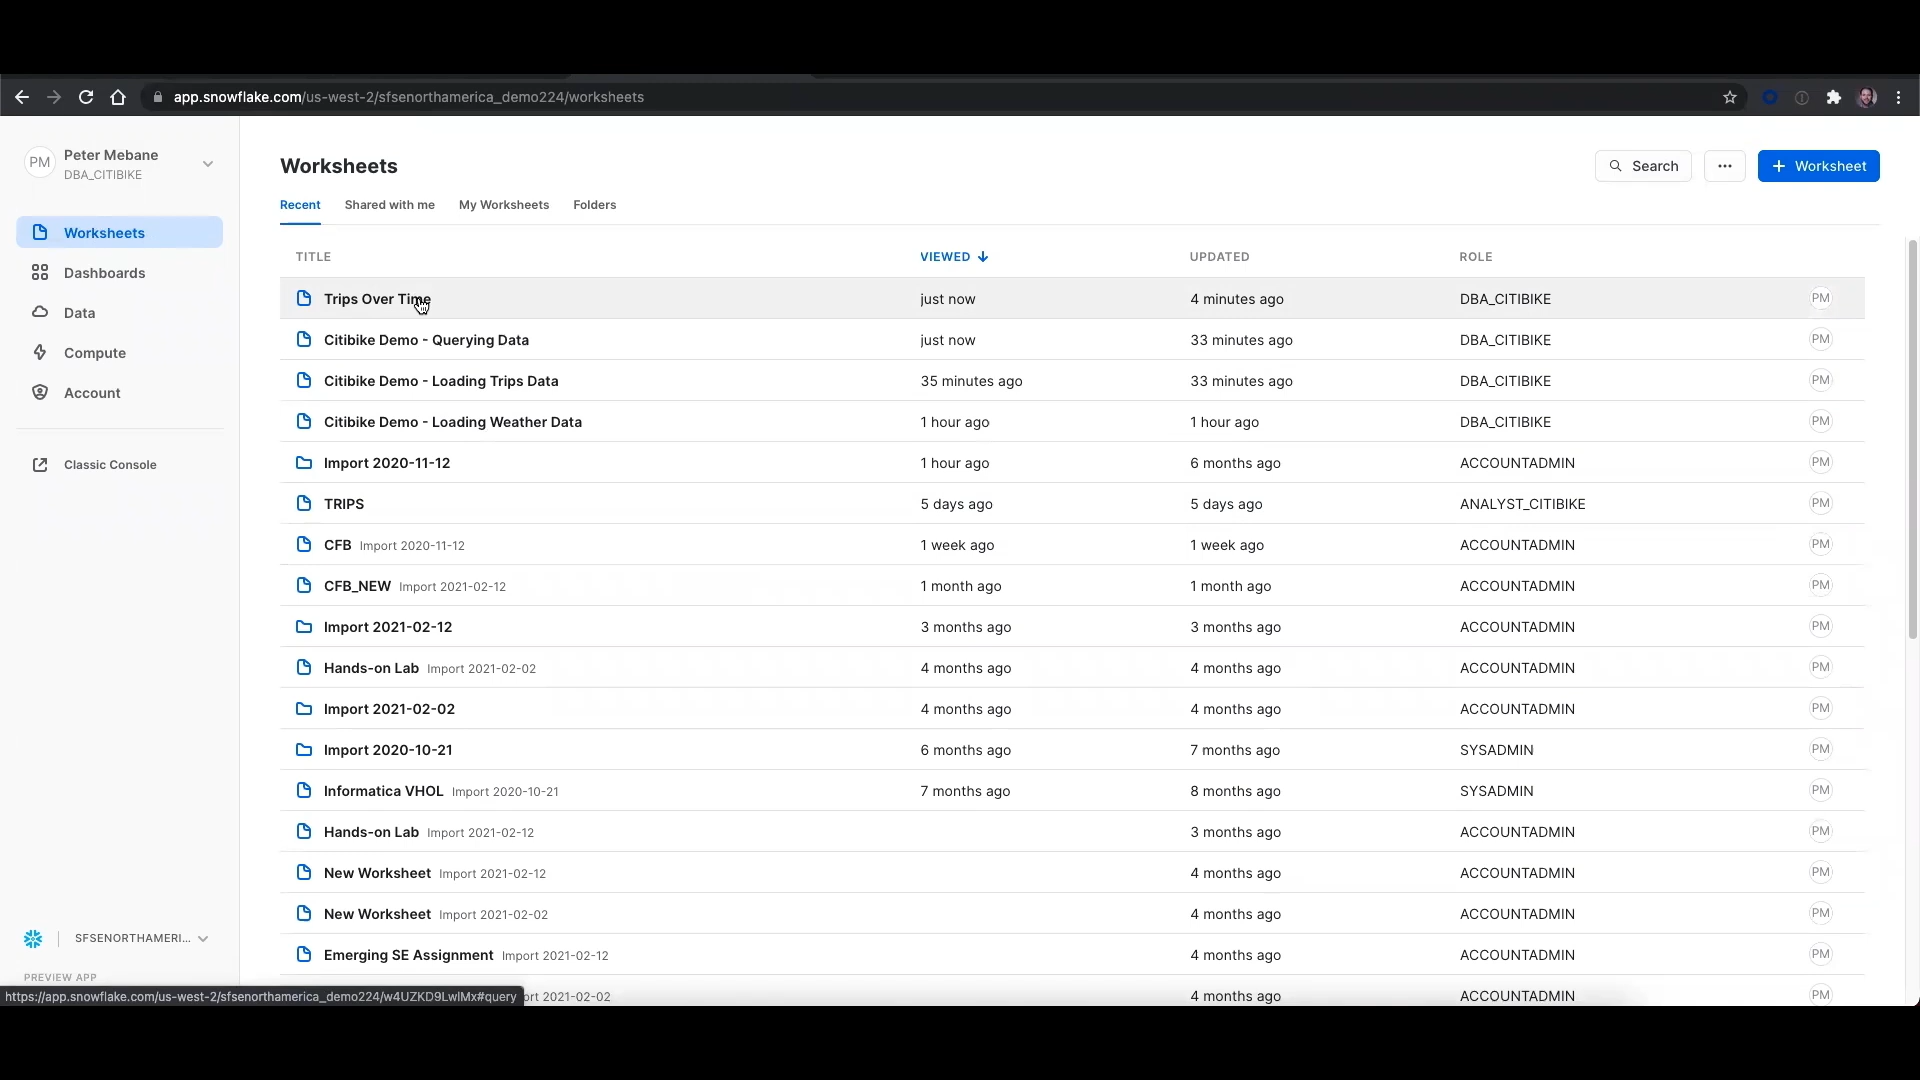 app.snowflake.com/us-west-2/sfsenorthamerica_demo224/worksheets
PM Peter Mebane
DBA_CITIBIKE
Worksheets
Dashboards
Data
Compute
Account
Classic Console
SFSENORTHAMERI...
PREVIEW APP
Worksheets
Search ... + Worksheet
Recent Shared with me My Worksheets Folders
TITLE VIEWED UPDATED ROLE
Trips Over Time just now 4 minutes ago DBA_CITIBIKE PM
Citibike Demo - Querying Data just now 33 minutes ago DBA_CITIBIKE PM
Citibike Demo - Loading Trips Data 35 minutes ago 33 minutes ago DBA_CITIBIKE PM
Citibike Demo - Loading Weather Data 1 hour ago 1 hour ago DBA_CITIBIKE PM
Import 2020-11-12 1 hour ago 6 months ago ACCOUNTADMIN PM
TRIPS 5 days ago 5 days ago ANALYST_CITIBIKE PM
CFB Import 2020-11-12 1 week ago 1 week ago ACCOUNTADMIN PM
CFB_NEW Import 2021-02-12 1 month ago 1 month ago ACCOUNTADMIN PM
Import 2021-02-12 3 months ago 3 months ago ACCOUNTADMIN PM
Hands-on Lab Import 2021-02-02 4 months ago 4 months ago ACCOUNTADMIN PM
Import 2021-02-02 4 months ago 4 months ago ACCOUNTADMIN PM
Import 2020-10-21 6 months ago 7 months ago SYSADMIN PM
Informatica VHOL Import 2020-10-21 7 months ago 8 months ago SYSADMIN PM
Hands-on Lab Import 2021-02-12 3 months ago ACCOUNTADMIN PM
New Worksheet Import 2021-02-12 4 months ago ACCOUNTADMIN PM
New Worksheet Import 2021-02-02 4 months ago ACCOUNTADMIN PM
Emerging SE Assignment Import 2021-02-12 4 months ago ACCOUNTADMIN PM
ort 2021-02-02 4 months ago ACCOUNTADMIN PM
https://app.snowflake.com/us-west-2/sfsenorthamerica_demo224/w4UZKD9LwlMx#query